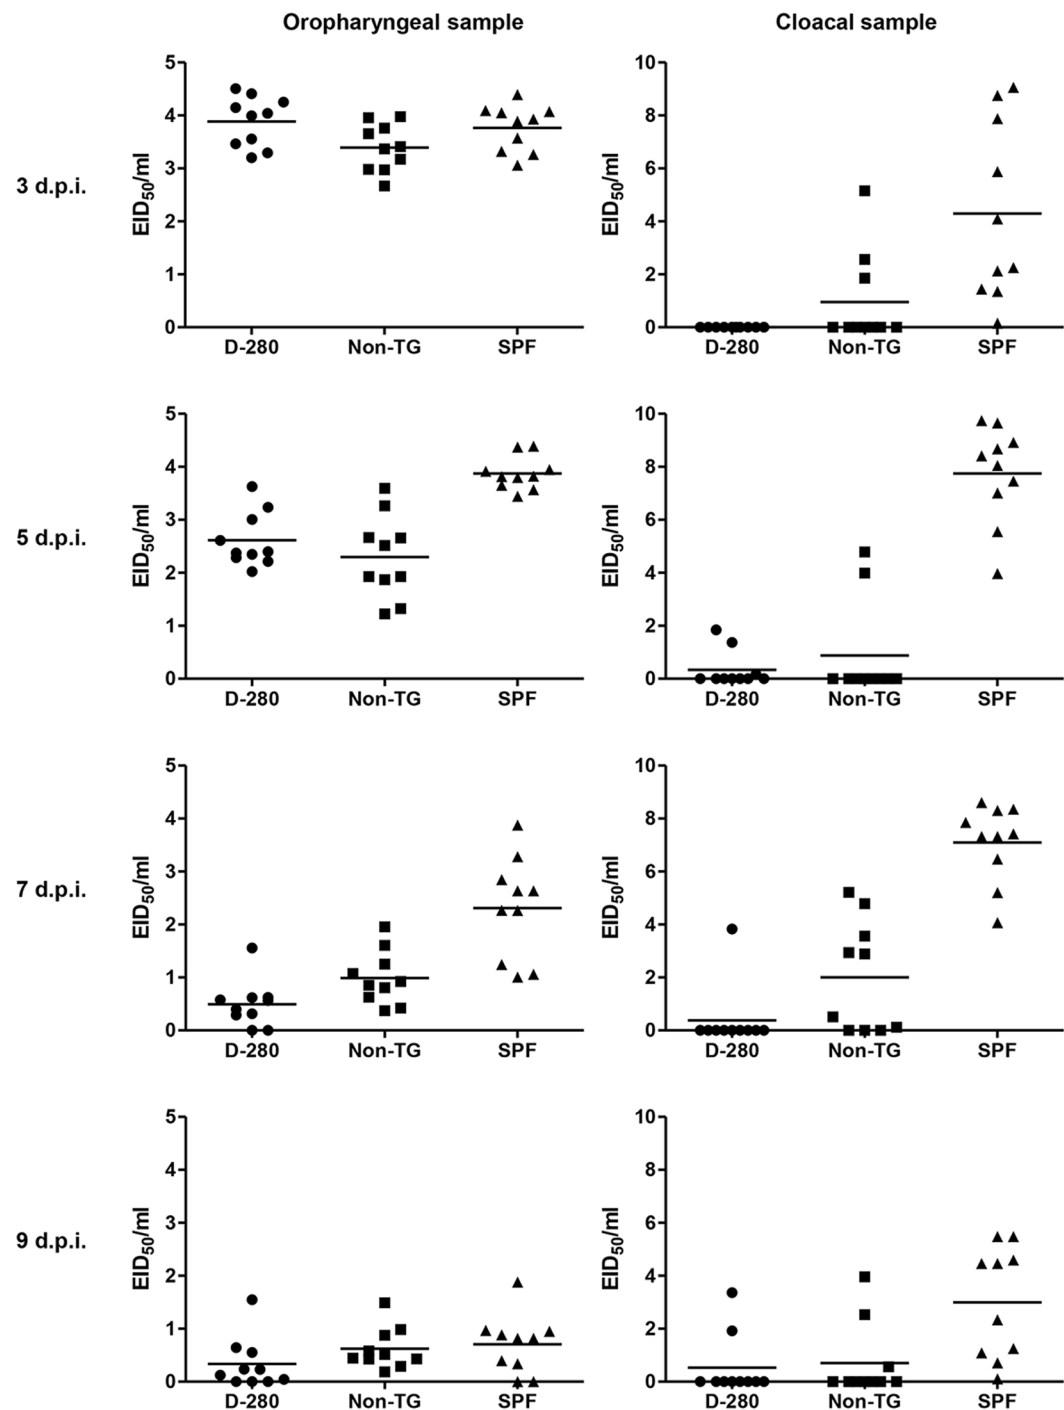 Oropharyngeal sample
Cloacal sample
3 d.p.i.
EID50/ml
5
4
3
2
1
0
D-280 Non-TG SPF
EID50/ml
10
8
6
4
2
0
D-280 Non-TG SPF
5 d.p.i.
EID50/ml
5
4
3
2
1
0
D-280 Non-TG SPF
EID50/ml
10
8
6
4
2
0
D-280 Non-TG SPF
7 d.p.i.
EID50/ml
5
4
3
2
1
0
D-280 Non-TG SPF
EID50/ml
10
8
6
4
2
0
D-280 Non-TG SPF
9 d.p.i.
EID50/ml
5
4
3
2
1
0
D-280 Non-TG SPF
EID50/ml
10
8
6
4
2
0
D-280 Non-TG SPF